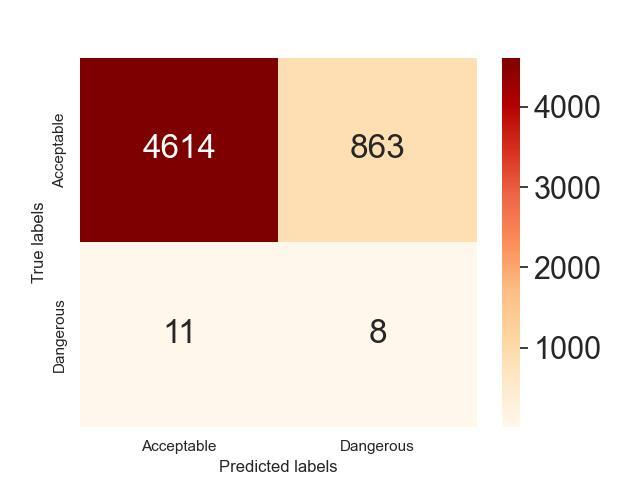 Acceptable
Dangerous
True labels
4614
863
11
8
Acceptable
Dangerous
Predicted labels
4000
3000
2000
1000